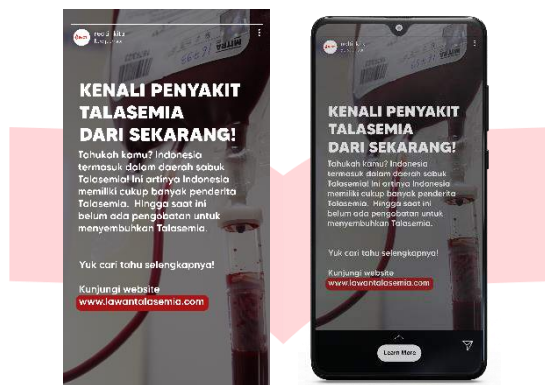 KENALI PENYAKIT
TALASEMIA
DARI SEKARANG!
Tahukah kamu? Indonesia
termasuk dalam daerah sabuk
Talasemia! Ini artinya Indonesia
memiliki cukup banyak penderita
Talasemia. Hingga saat ini
belum ada pengobatan untuk
menyembuhkan Talasemia.
Yuk cari tahu selengkapnya!
Kunjungi website
www.lawantalasemia.com
MITRA
KENALI PENYAKIT
TALASEMIA
DARI SEKARANG!
Tahukah kamu? Indonesia
termasuk dalam daerah sabuk
Talasemia! Ini artinya Indonesia
memiliki cukup banyak penderita
Talasemia. Hingga saat ini
belum ada pengobatan untuk
menyembuhkan Talasemia.
Yuk cari tahu selengkapnya!
Kunjungi website
www.lawantalasemia.com
Learn More